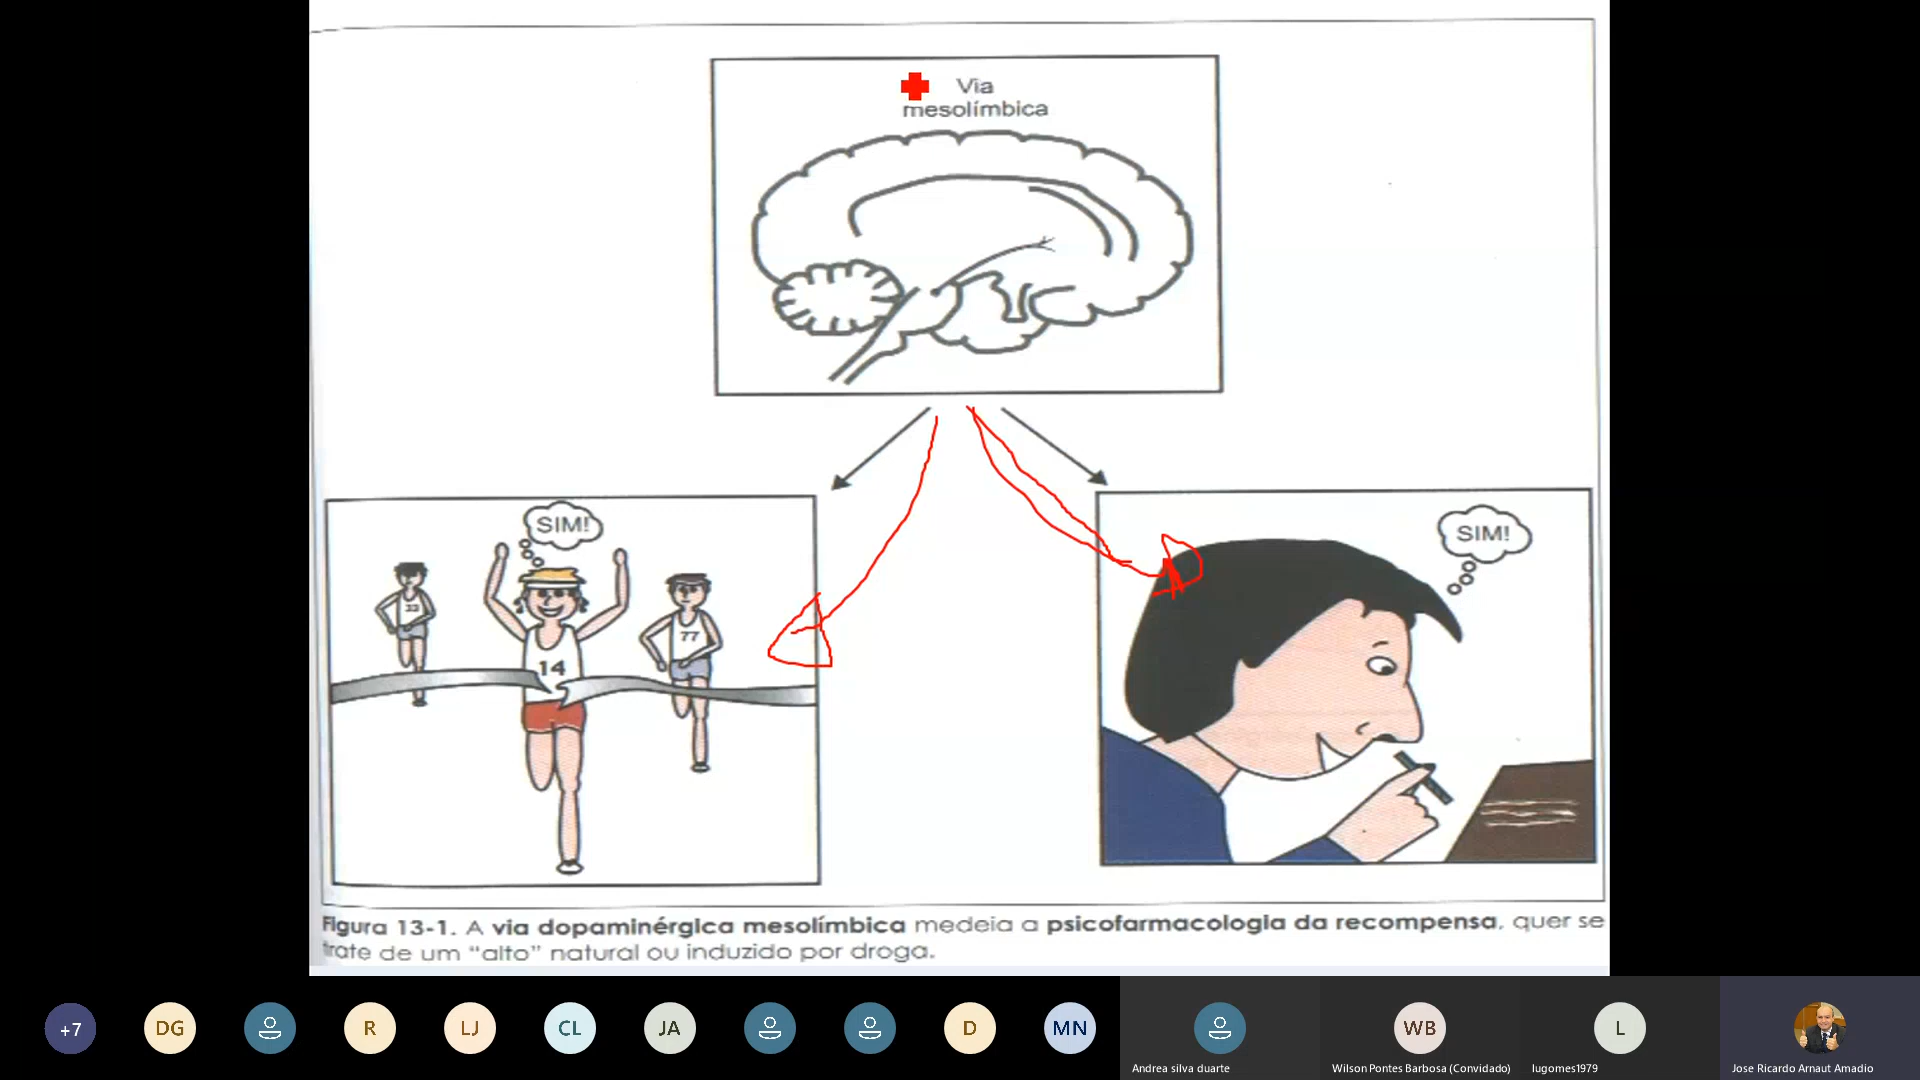 Via
mesolímbica
SIM!
SIM!
33
77
14
Figura 13-1. A via dopaminérgica mesolímbica medeia a psicofarmacologia da recompensa, quer se
trate de um “alto” natural ou induzido por droga.
+7
DG
R
LJ
CL
JA
D
MN
WB
L
Andrea silva duarte
Wilson Pontes Barbosa (Convidado)
lugomes1979
Jose Ricardo Arnaut Amadio